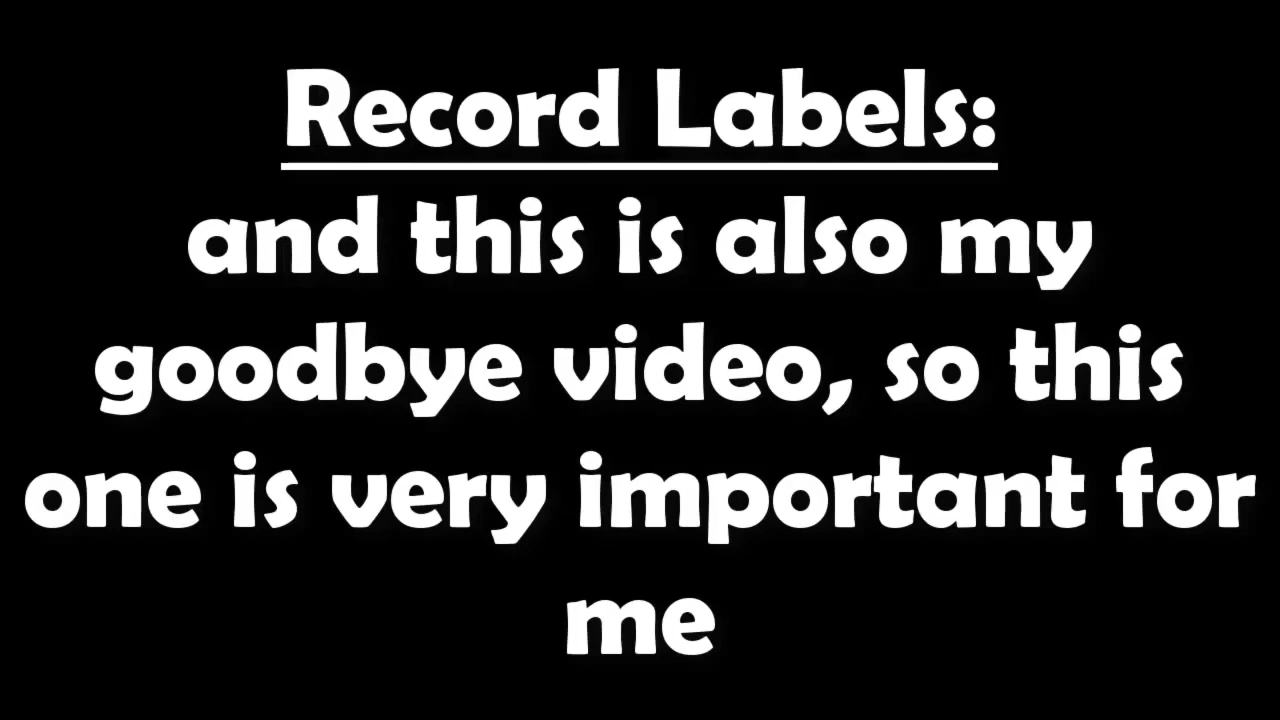 Record Labels:
and this is also my
goodbye video, so this
one is very important for
me